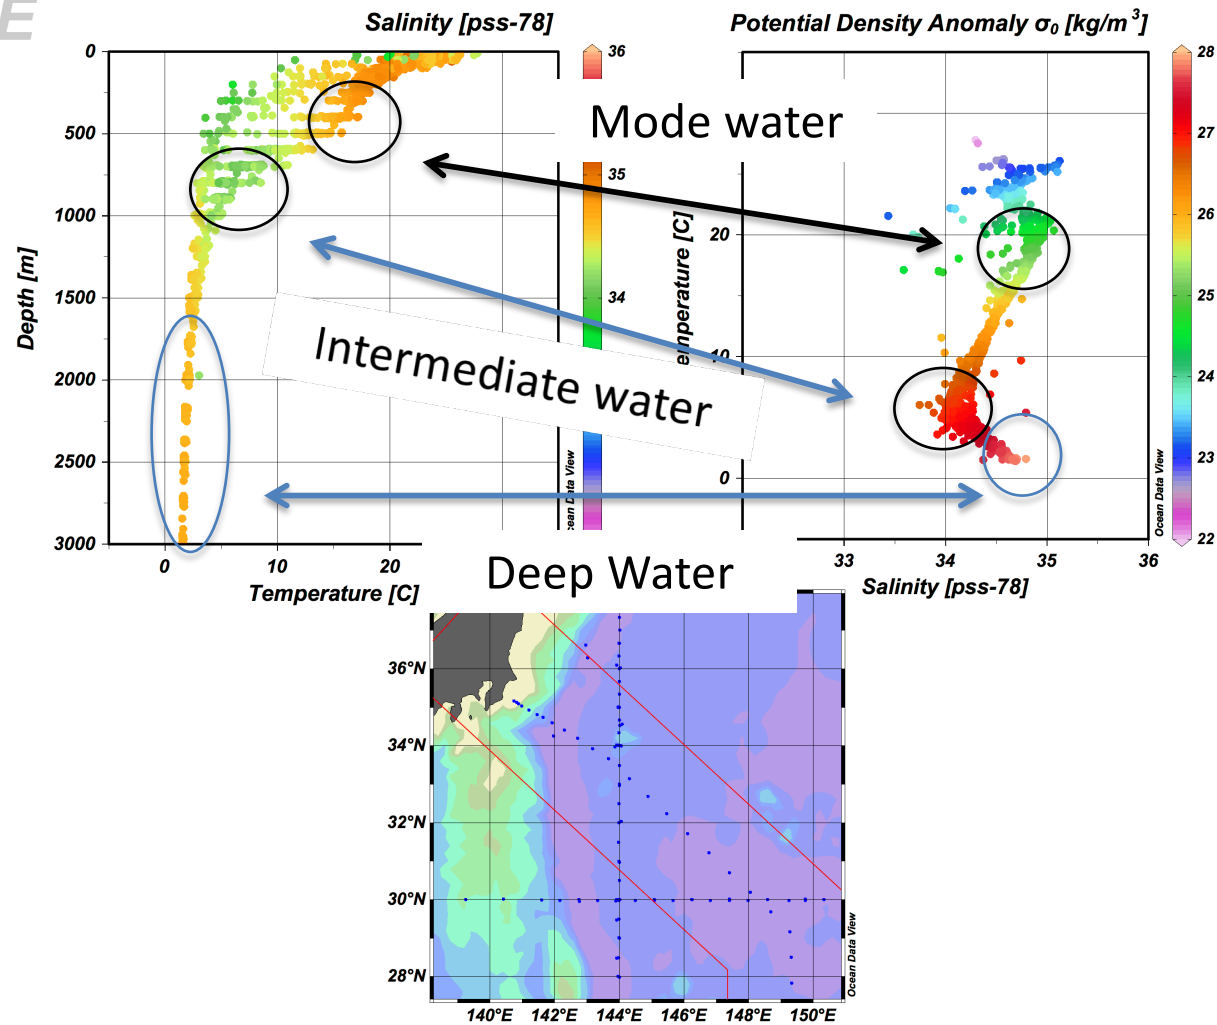 E
Salinity [pss-78]
Potential Density Anomaly σ₀ [kg/m³]
0
500
1000
1500
2000
2500
3000
Depth [m]
0
10
20
Temperature [C]
36
35
34
cean Data View
Mode water
Intermediate water
Deep Water
20
10
0
emperature [C]
33
34
35
36
Salinity [pss-78]
28
27
26
25
24
23
22
Ocean Data View
36°N
34°N
32°N
30°N
28°N
140°E
142°E
144°E
146°E
148°E
150°E
Ocean Data View